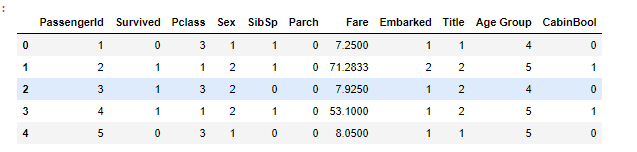 :
PassengerId Survived Pclass Sex SibSp Parch Fare Embarked Title Age Group CabinBool
0 1 0 3 1 1 0 7.2500 1 1 4 0
1 2 1 1 2 1 0 71.2833 2 2 5 1
2 3 1 3 2 0 0 7.9250 1 2 4 0
3 4 1 1 2 1 0 53.1000 1 2 5 1
4 5 0 3 1 0 0 8.0500 1 1 5 0